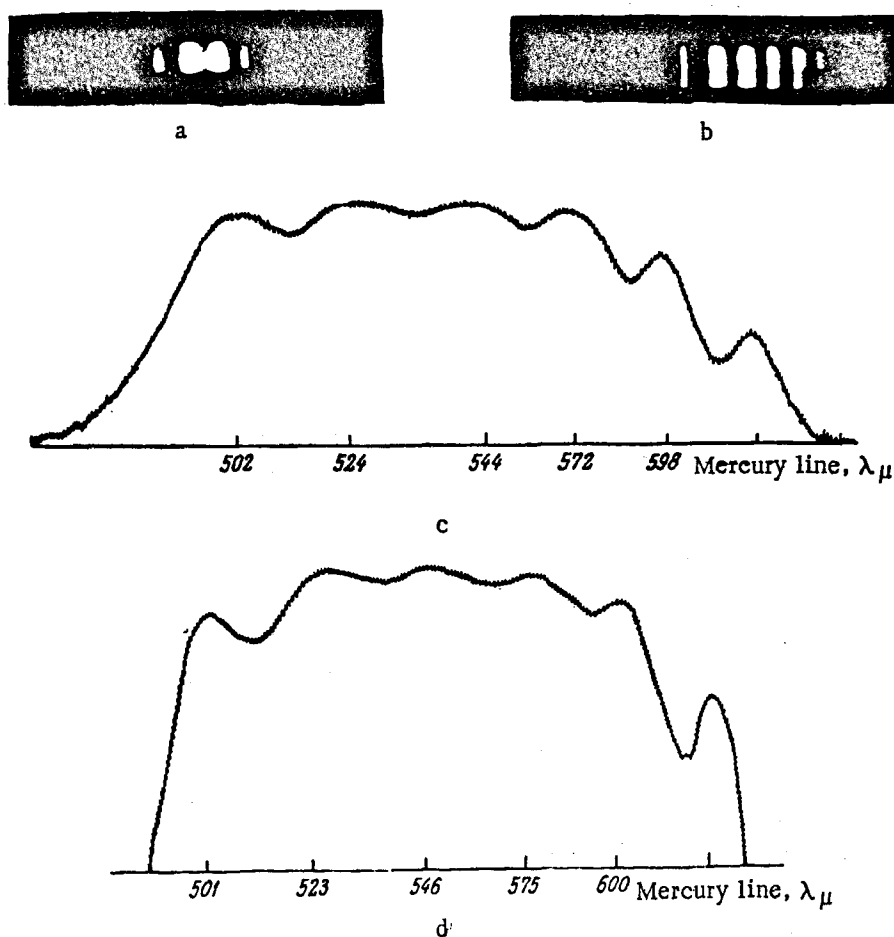 a
b
502 524 544 572 598 Mercury line, λμ
c
501 523 546 575 600 Mercury line, λμ
d